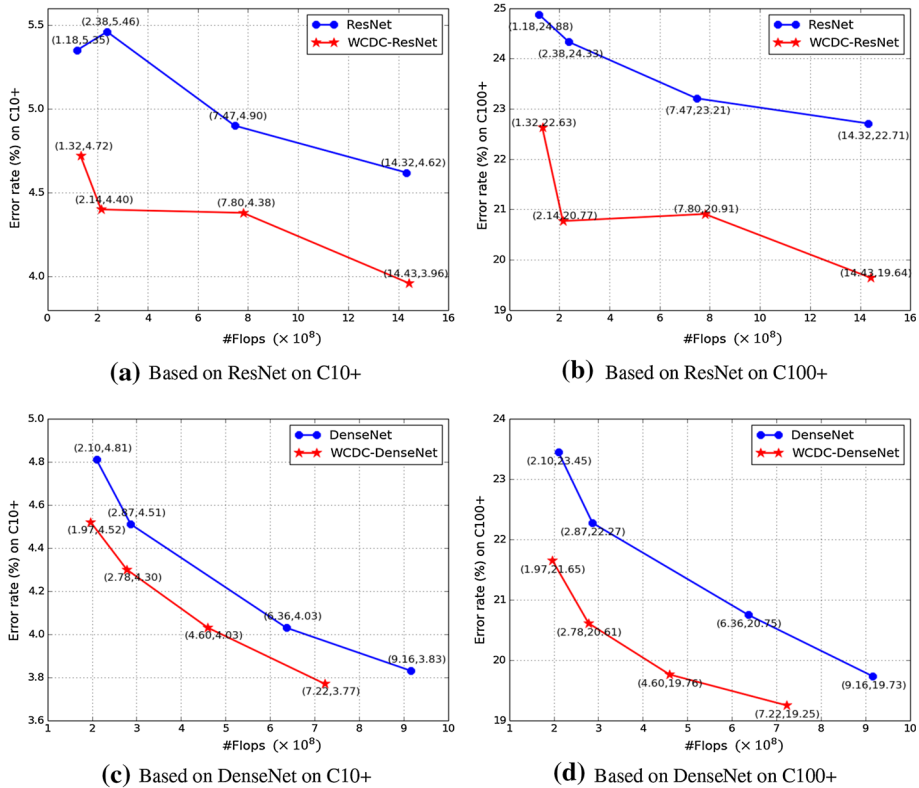 5.5
5.0
4.5
4.0
Error rate (%) on C10+
(2.38,5.46)
(1.18,5.35)
(7.47,4.90)
(14.32,4.62)
(1.32,4.72)
(2.14,4.40)
(7.80,4.38)
(14.43,3.96)
ResNet
WCDC-ResNet
0 2 4 6 8 10 12 14 16
#Flops (× 10⁸)
(a) Based on ResNet on C10+
25
24
23
22
21
20
19
Error rate (%) on C100+
(1.18,24.88)
(2.38,24.33)
(7.47,23.21)
(14.32,22.71)
(1.32,22.63)
(2.14,20.77)
(7.80,20.91)
(14.43,19.64)
ResNet
WCDC-ResNet
0 2 4 6 8 10 12 14 16
#Flops (× 10⁸)
(b) Based on ResNet on C100+
5.0
4.8
4.6
4.4
4.2
4.0
3.8
3.6
Error rate (%) on C10+
(2.10,4.81)
(2.87,4.51)
(1.97,4.52)
(2.78,4.30)
(6.36,4.03)
(4.60,4.03)
(9.16,3.83)
(7.22,3.77)
DenseNet
WCDC-DenseNet
1 2 3 4 5 6 7 8 9 10
#Flops (× 10⁸)
(c) Based on DenseNet on C10+
24
23
22
21
20
19
Error rate (%) on C100+
(2.10,23.45)
(2.87,22.27)
(1.97,21.65)
(2.78,20.61)
(6.36,20.75)
(4.60,19.76)
(9.16,19.73)
(7.22,19.25)
DenseNet
WCDC-DenseNet
1 2 3 4 5 6 7 8 9 10
#Flops (× 10⁸)
(d) Based on DenseNet on C100+